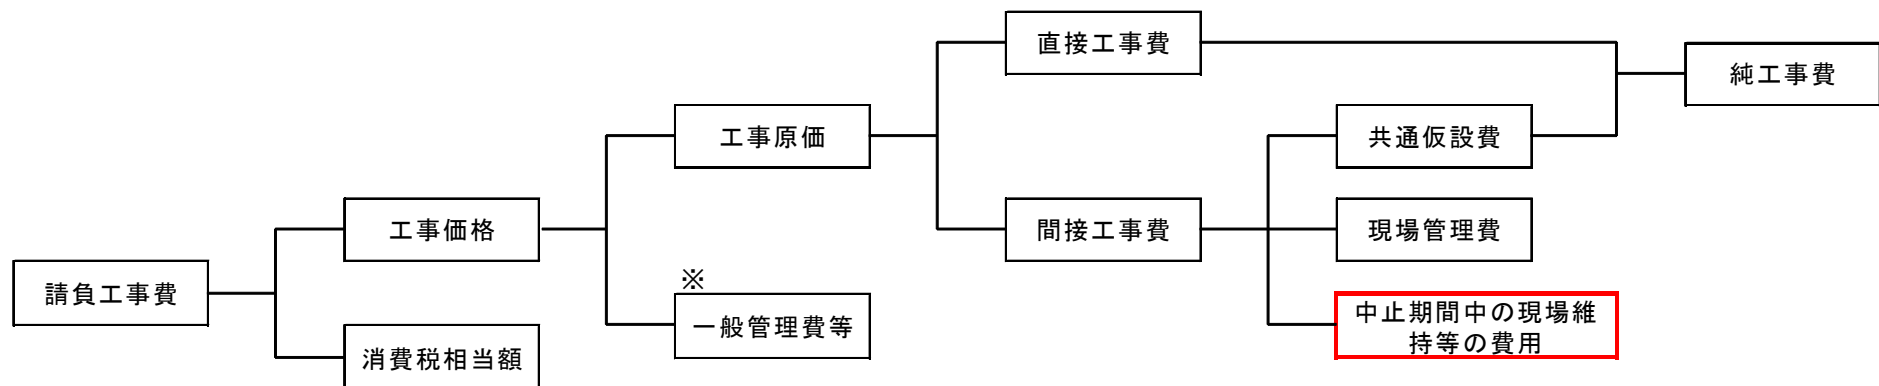 直接工事費
純工事費
工事原価
共通仮設費
工事価格
間接工事費
現場管理費
請負工事費
※
一般管理費等
中止期間中の現場維
持等の費用
消費税相当額